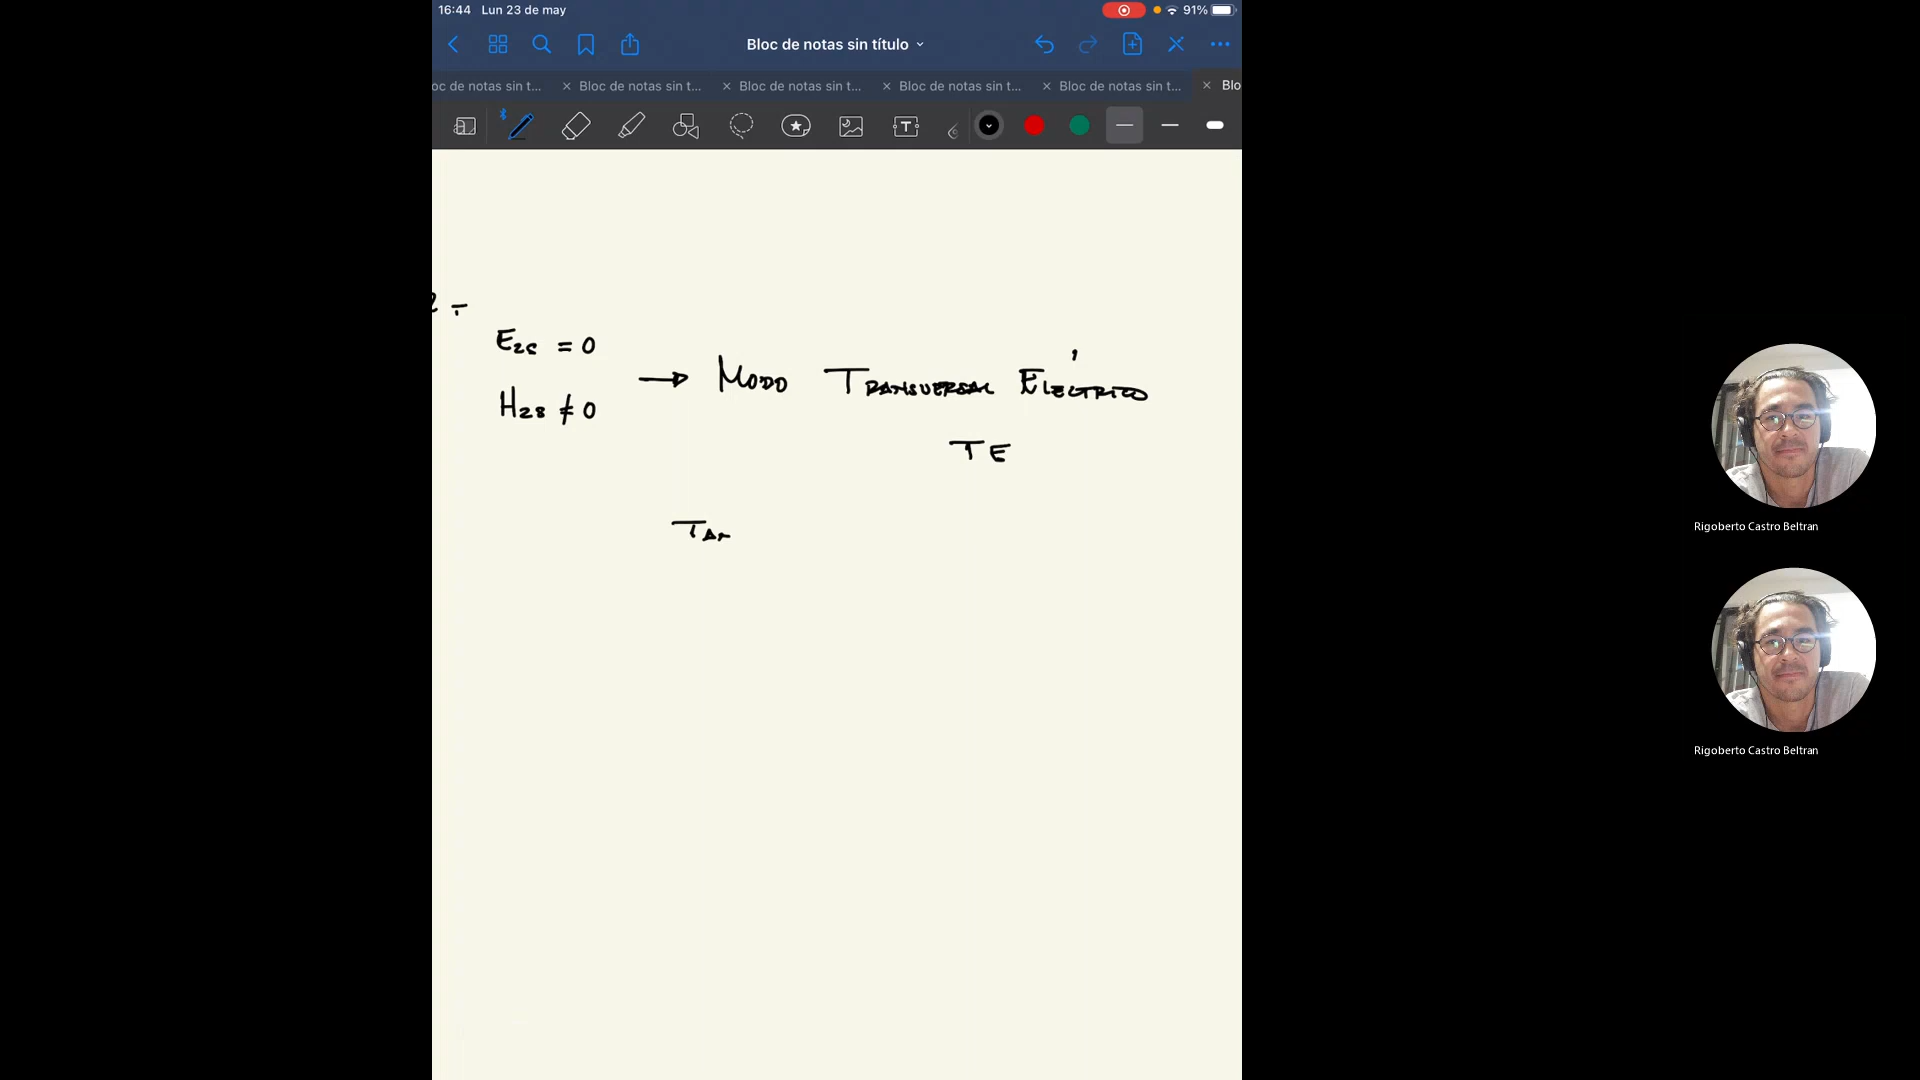 16:44 Lun 23 de may 91%
Bloc de notas sin título
oc de notas sin t... Bloc de notas sin t... Bloc de notas sin t... Bloc de notas sin t... Bloc de notas sin t... Blo
Ezs = 0
Hzs ≠ 0
→ Modo Transversal Eléctrico
TE
Rigoberto Castro Beltran
Rigoberto Castro Beltran